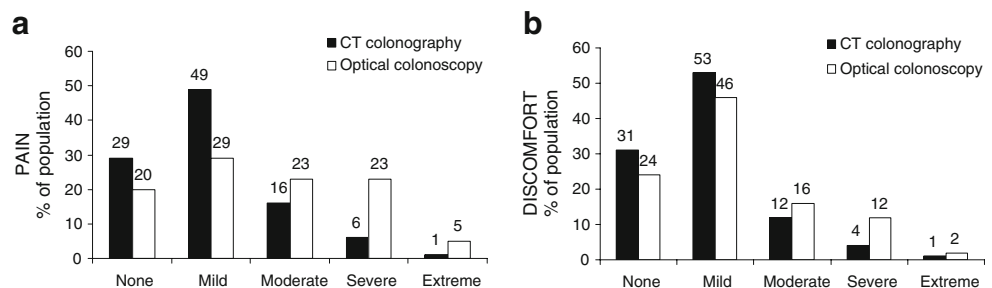 a
CT colonography
Optical colonoscopy
PAIN
% of population
60
50
40
30
20
10
0
29
20
49
29
16
23
6
23
1
5
None Mild Moderate Severe Extreme
b
CT colonography
Optical colonoscopy
DISCOMFORT
% of population
60
50
40
30
20
10
0
31
24
53
46
12
16
4
12
1
2
None Mild Moderate Severe Extreme